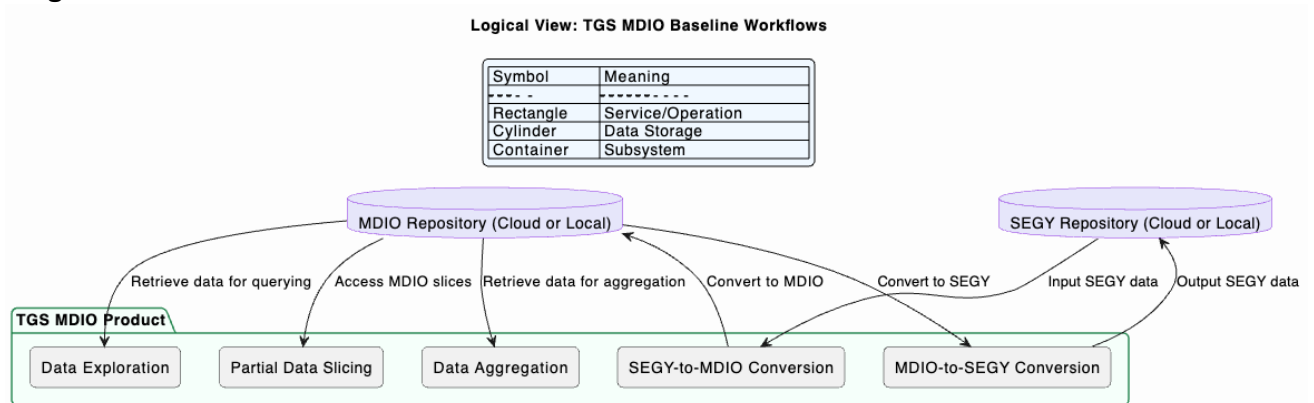 Logical View: TGS MDIO Baseline Workflows
Symbol Meaning
----- ----------
Rectangle Service/Operation
Cylinder Data Storage
Container Subsystem
MDIO Repository (Cloud or Local) SEGY Repository (Cloud or Local)
Retrieve data for querying Access MDIO slices Retrieve data for aggregation Convert to MDIO Convert to SEGY Input SEGY data Output SEGY data
TGS MDIO Product
Data Exploration Partial Data Slicing Data Aggregation SEGY-to-MDIO Conversion MDIO-to-SEGY Conversion